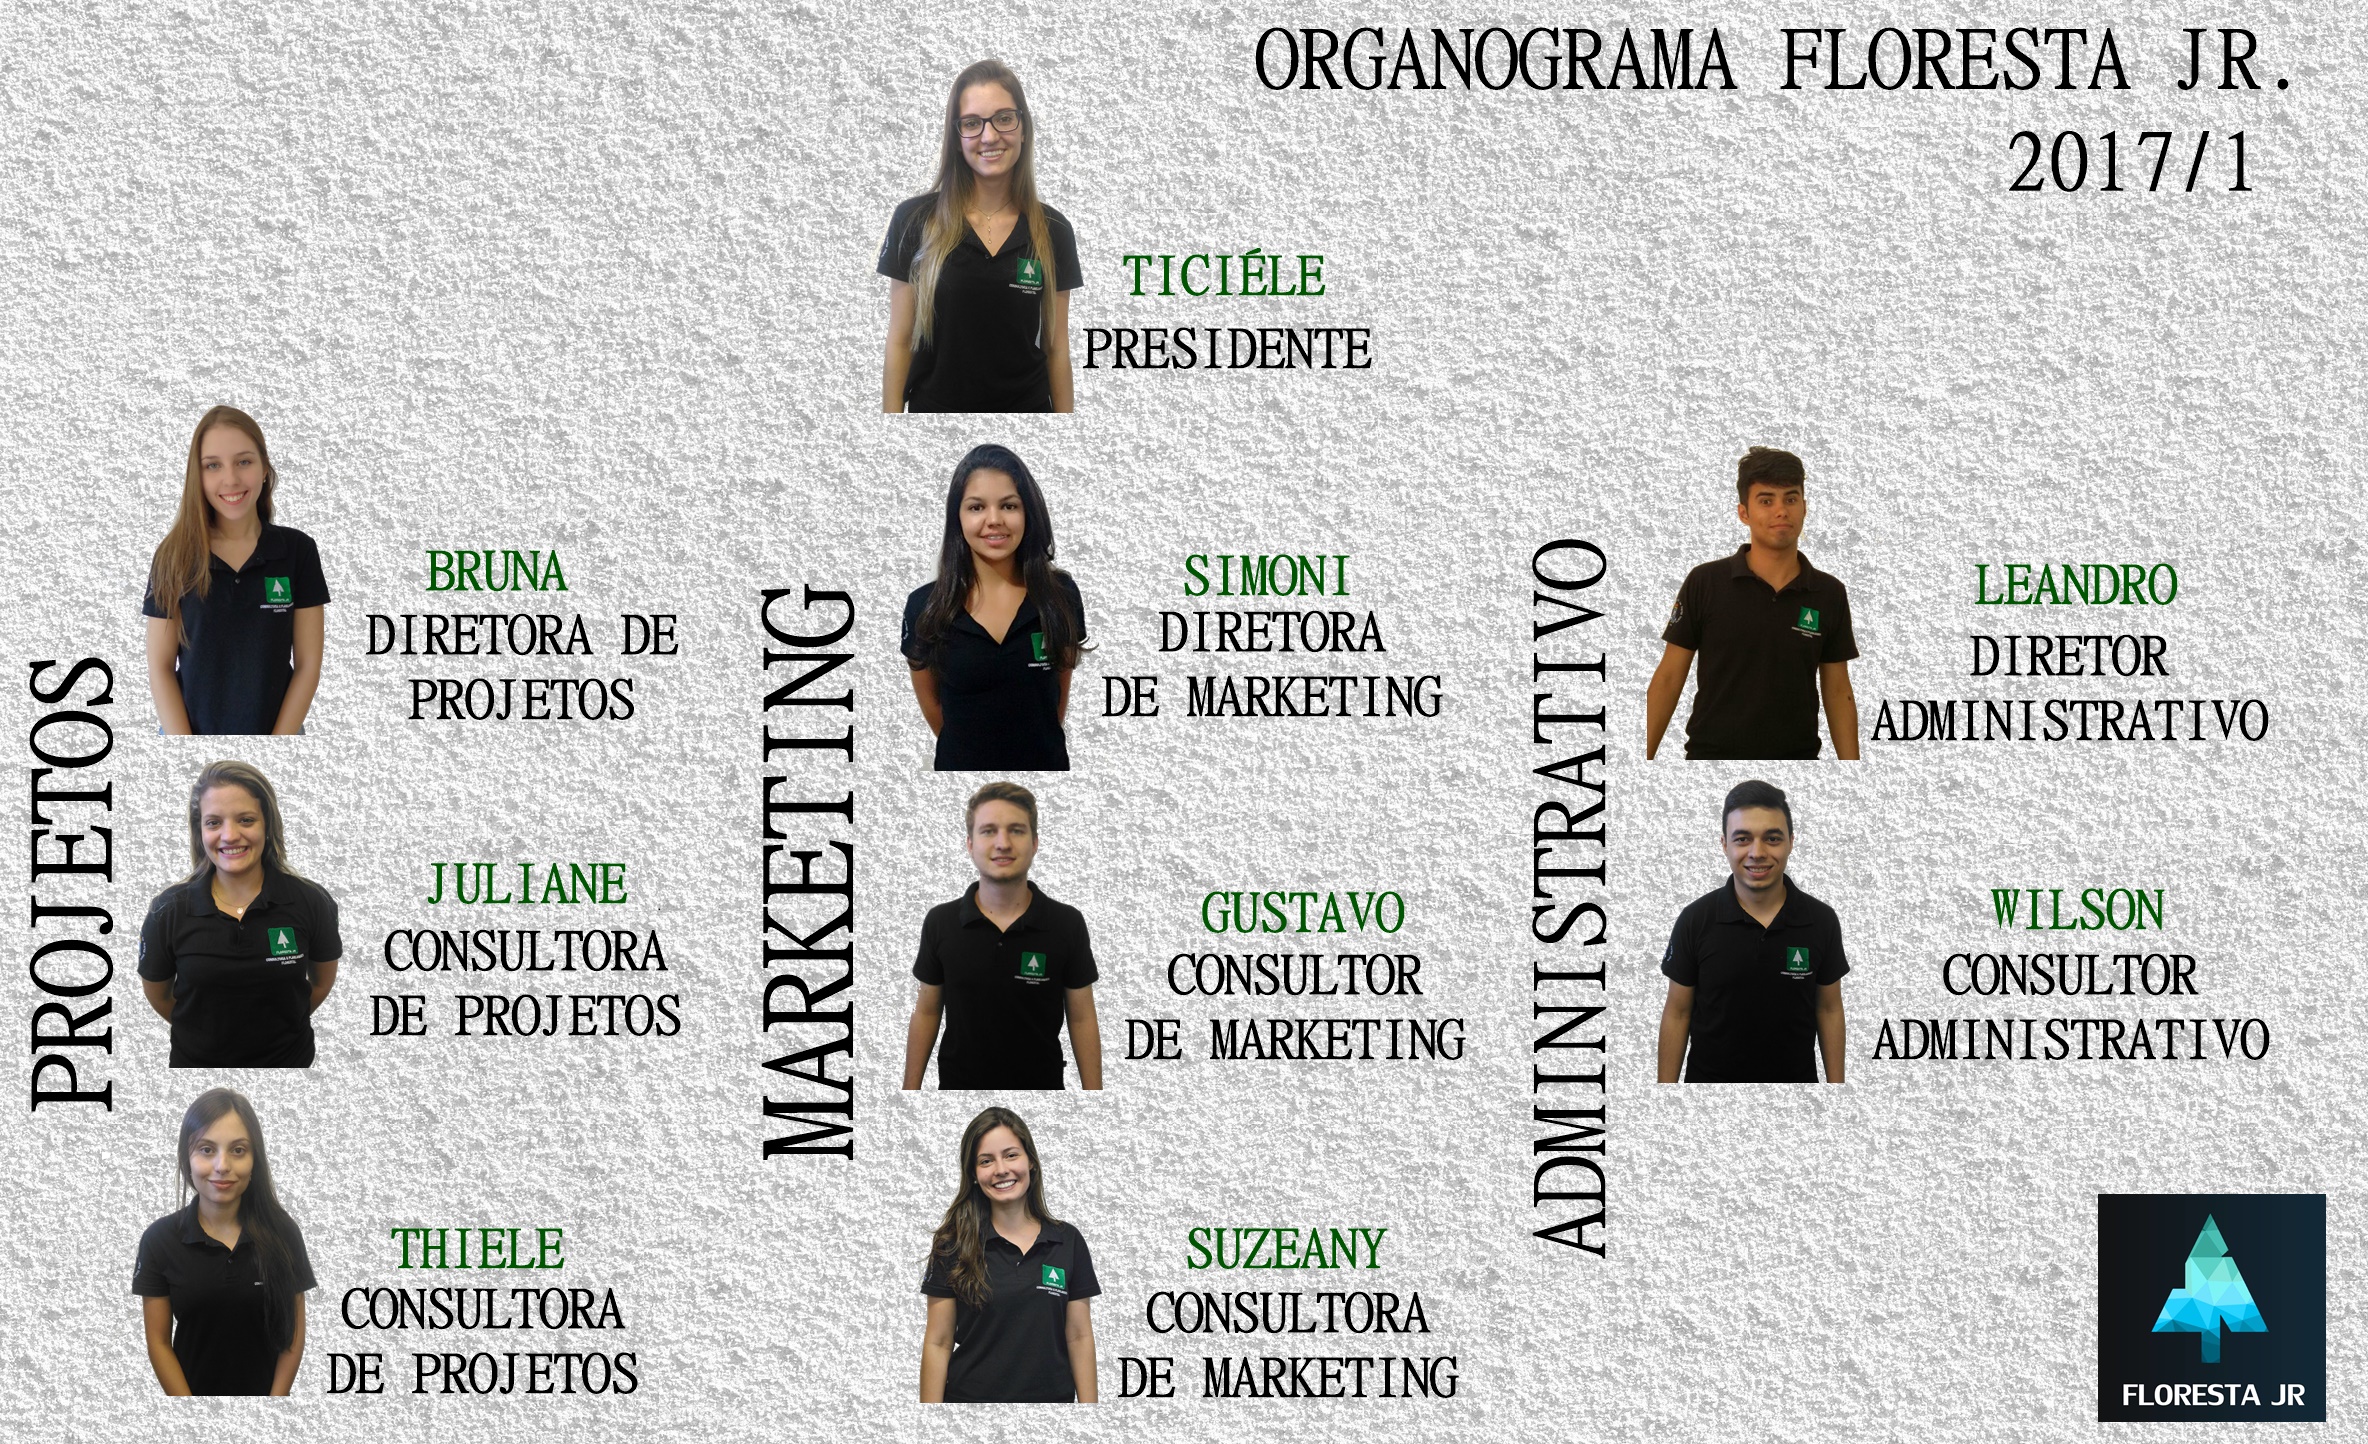 ORGANOGRAMA FLORESTA JR.
2017/1
TICIÉLE
PRESIDENTE
PROJETOS
BRUNA
DIRETORA DE
PROJETOS
JULIANE
CONSULTORA
DE PROJETOS
THIELE
CONSULTORA
DE PROJETOS
MARKETING
SIMONI
DIRETORA
DE MARKETING
GUSTAVO
CONSULTOR
DE MARKETING
SUZEANY
CONSULTORA
DE MARKETING
ADMINISTRATIVO
LEANDRO
DIRETOR
ADMINISTRATIVO
WILSON
CONSULTOR
ADMINISTRATIVO
FLORESTA JR